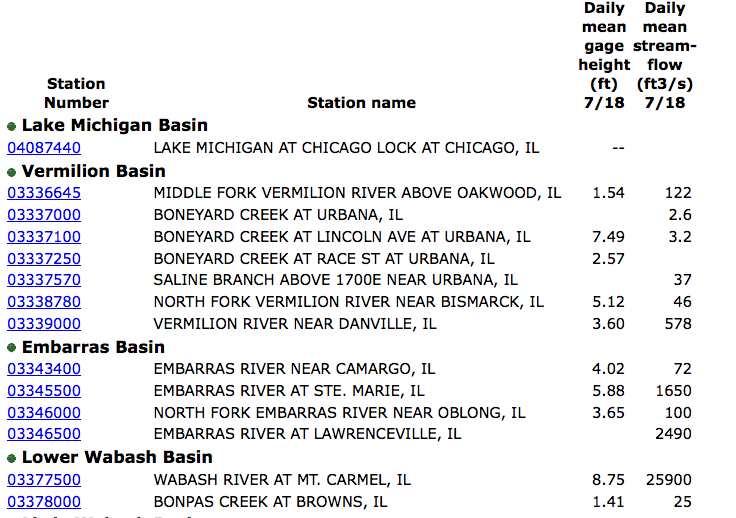 Daily Daily
mean mean
gage stream-
height flow
Station (ft) (ft3/s)
Number Station name 7/18 7/18
Lake Michigan Basin
04087440 LAKE MICHIGAN AT CHICAGO LOCK AT CHICAGO, IL --
Vermilion Basin
03336645 MIDDLE FORK VERMILION RIVER ABOVE OAKWOOD, IL 1.54 122
03337000 BONEYARD CREEK AT URBANA, IL 2.6
03337100 BONEYARD CREEK AT LINCOLN AVE AT URBANA, IL 7.49 3.2
03337250 BONEYARD CREEK AT RACE ST AT URBANA, IL 2.57
03337570 SALINE BRANCH ABOVE 1700E NEAR URBANA, IL 37
03338780 NORTH FORK VERMILION RIVER NEAR BISMARCK, IL 5.12 46
03339000 VERMILION RIVER NEAR DANVILLE, IL 3.60 578
Embarras Basin
03343400 EMBARRAS RIVER NEAR CAMARGO, IL 4.02 72
03345500 EMBARRAS RIVER AT STE. MARIE, IL 5.88 1650
03346000 NORTH FORK EMBARRAS RIVER NEAR OBLONG, IL 3.65 100
03346500 EMBARRAS RIVER AT LAWRENCEVILLE, IL 2490
Lower Wabash Basin
03377500 WABASH RIVER AT MT. CARMEL, IL 8.75 25900
03378000 BONPAS CREEK AT BROWNS, IL 1.41 25